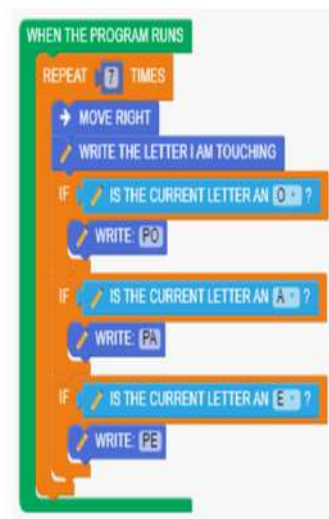 WHEN THE PROGRAM RUNS
REPEAT 7 TIMES
MOVE RIGHT
WRITE THE LETTER I AM TOUCHING
IF IS THE CURRENT LETTER AN O ?
WRITE: PO
IF IS THE CURRENT LETTER AN A ?
WRITE: PA
IF IS THE CURRENT LETTER AN E ?
WRITE: PE